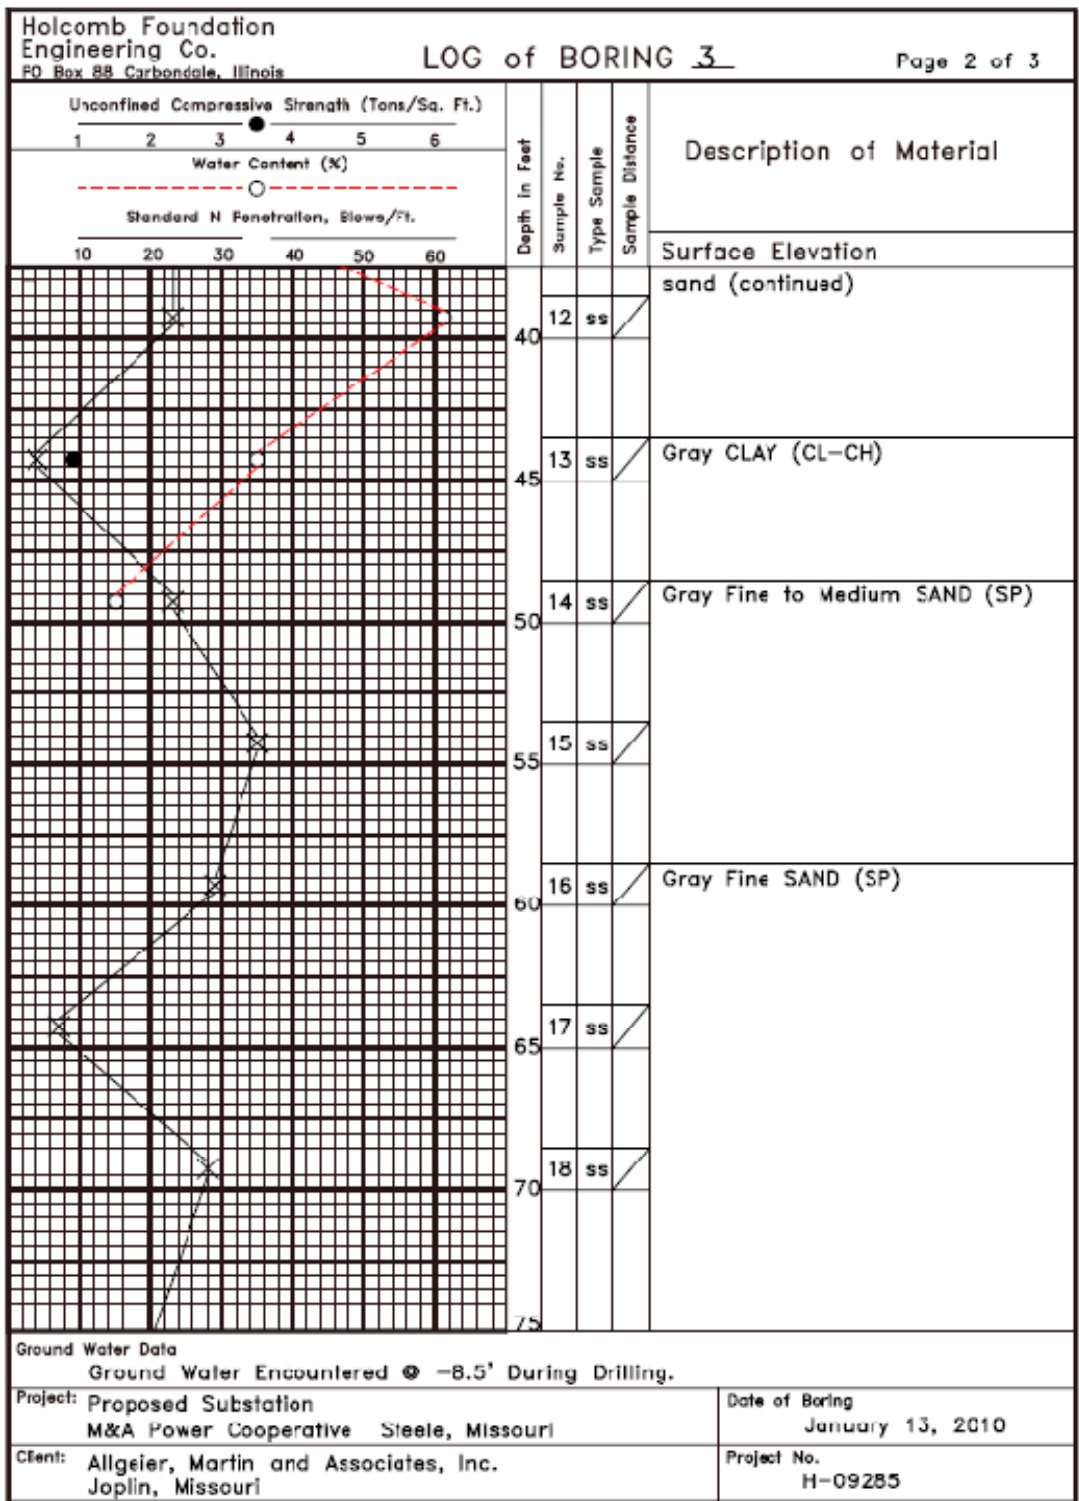 Holcomb Foundation
Engineering Co.
PO Box 88 Carbondale, Illinois
LOG of BORING 3
Page 2 of 3
Unconfined Compressive Strength (Tons/Sq. Ft.)
1 2 3 4 5 6
Water Content (%)
Standard N Penetration, Blows/Ft.
10 20 30 40 50 60
Depth in Feet
Sample No.
Type Sample
Sample Distance
Description of Material
Surface Elevation
sand (continued)
12 ss
40
13 ss Gray CLAY (CL-CH)
45
14 ss Gray Fine to Medium SAND (SP)
50
15 ss
55
16 ss Gray Fine SAND (SP)
60
17 ss
65
18 ss
70
75
Ground Water Data
Ground Water Encountered @ -8.5' During Drilling.
Project: Proposed Substation
M&A Power Cooperative Steele, Missouri
Date of Boring
January 13, 2010
Client: Allgeier, Martin and Associates, Inc.
Joplin, Missouri
Project No.
H-09285